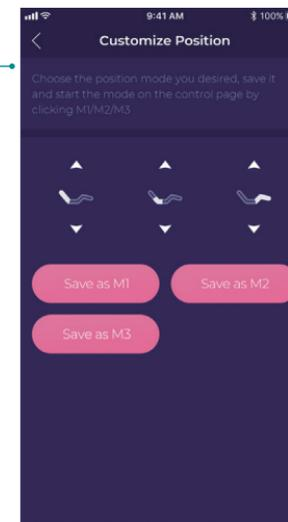 9:41 AM 100%
Customize Position
Choose the position mode you desired, save it
and start the mode on the control page by
clicking M1/M2/M3
Save as M1 Save as M2
Save as M3